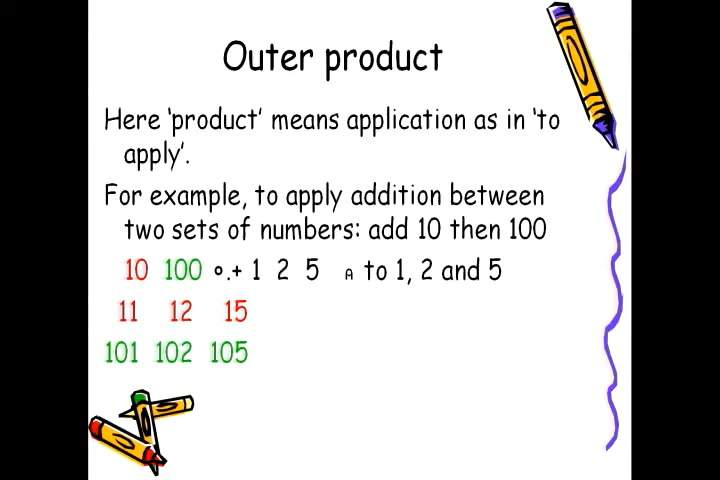 Outer product
Here ‘product’ means application as in ‘to
apply’.
For example, to apply addition between
two sets of numbers: add 10 then 100
10 100 ∘.+ 1 2 5 ⍝ to 1, 2 and 5
11 12 15
101 102 105